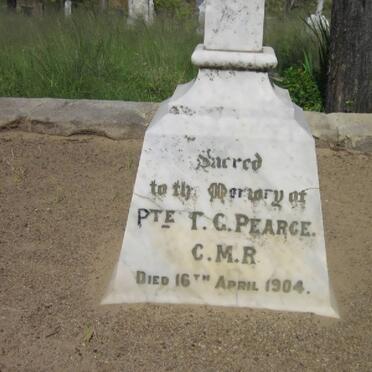 Sacred
to the Memory of
PTE T. C. PEARCE.
C.M.R
DIED 16TH APRIL 1904.